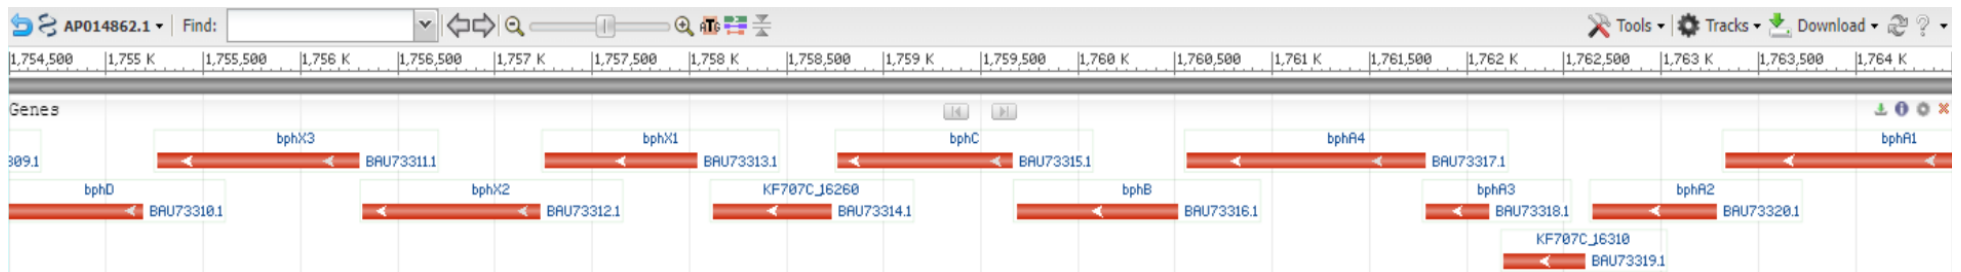 AP014862.1 Find: Tools Tracks Download ?
1,754,500 1,755 K 1,755,500 1,756 K 1,756,500 1,757 K 1,757,500 1,758 K 1,758,500 1,759 K 1,759,500 1,760 K 1,760,500 1,761 K 1,761,500 1,762 K 1,762,500 1,763 K 1,763,500 1,764 K
Genes
bphX3 bphX1 bphC bphA4 bphA1
309.1 BAU73311.1 BAU73313.1 BAU73315.1 BAU73317.1
bphD bphX2 KF707C_16260 bphB bphA3 bphA2
BAU73310.1 BAU73312.1 BAU73314.1 BAU73316.1 BAU73318.1 BAU73320.1
KF707C_16310
BAU73319.1